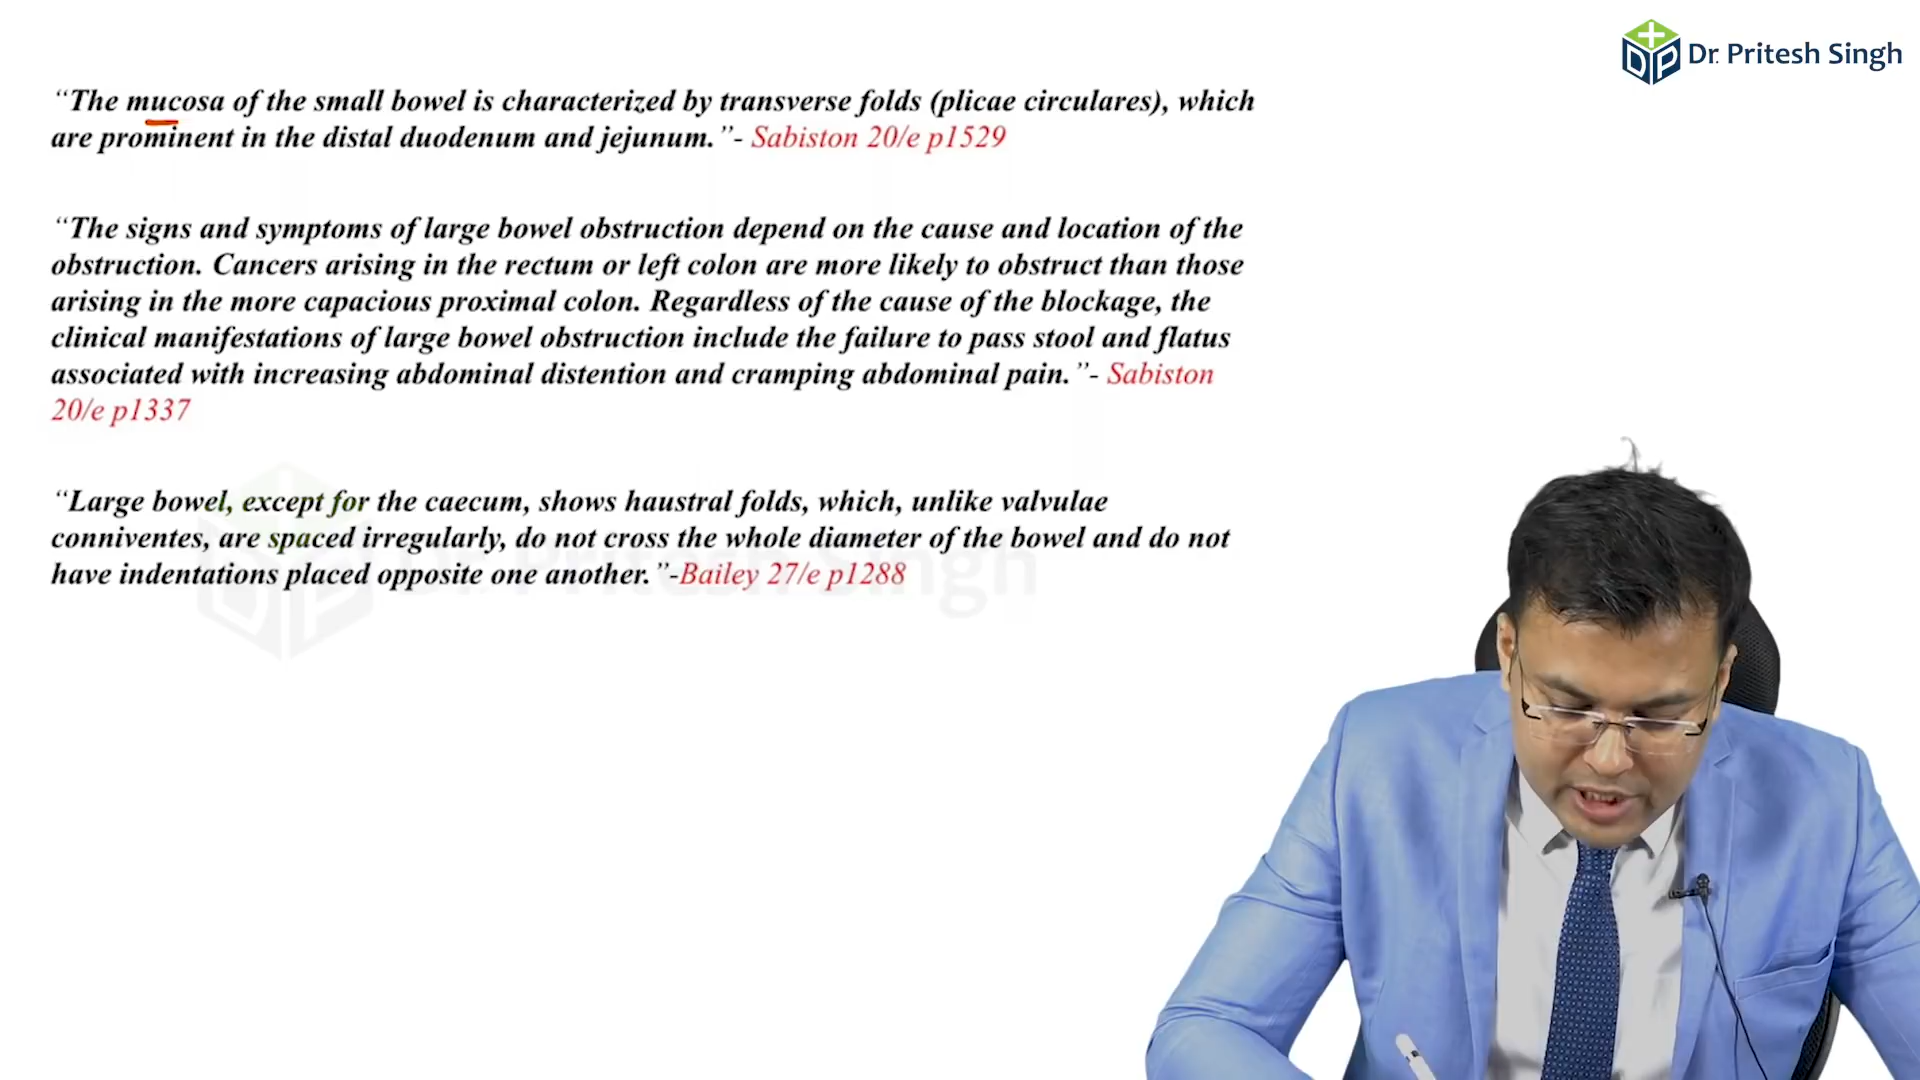 Dr. Pritesh Singh
“The mucosa of the small bowel is characterized by transverse folds (plicae circulares), which
are prominent in the distal duodenum and jejunum.”- Sabiston 20/e p1529
“The signs and symptoms of large bowel obstruction depend on the cause and location of the
obstruction. Cancers arising in the rectum or left colon are more likely to obstruct than those
arising in the more capacious proximal colon. Regardless of the cause of the blockage, the
clinical manifestations of large bowel obstruction include the failure to pass stool and flatus
associated with increasing abdominal distention and cramping abdominal pain.”- Sabiston
20/e p1337
“Large bowel, except for the caecum, shows haustral folds, which, unlike valvulae
conniventes, are spaced irregularly, do not cross the whole diameter of the bowel and do not
have indentations placed opposite one another.”-Bailey 27/e p1288
Dr. Pritesh Singh